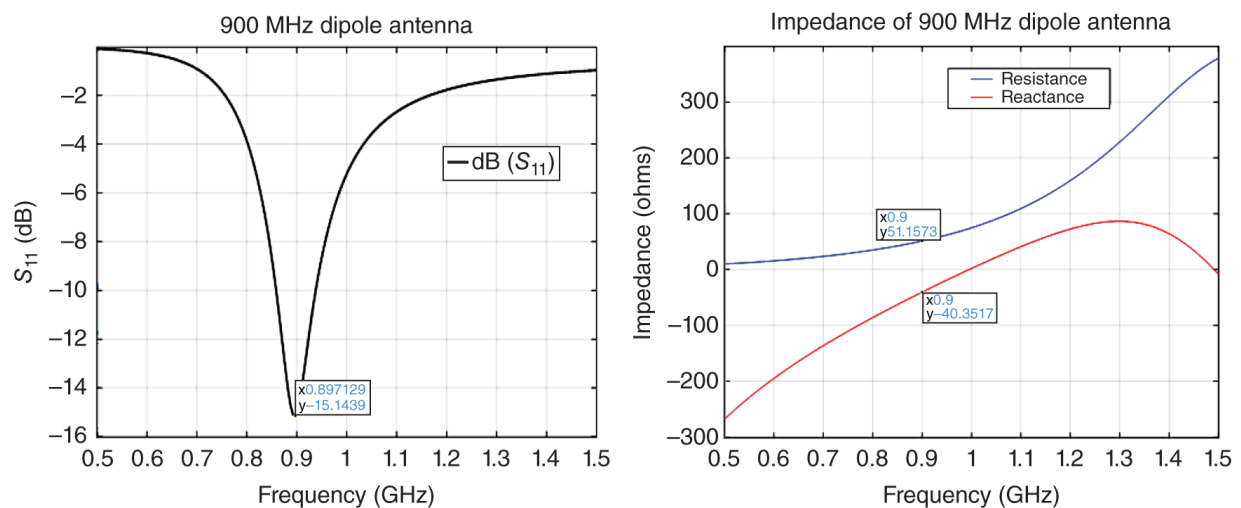 900 MHz dipole antenna
S11 (dB)
−2
−4
−6
−8
−10
−12
−14
−16
dB (S11)
x0.897129
y−15.1439
0.5 0.6 0.7 0.8 0.9 1 1.1 1.2 1.3 1.4 1.5
Frequency (GHz)
Impedance of 900 MHz dipole antenna
Impedance (ohms)
300
200
100
0
−100
−200
−300
Resistance
Reactance
x0.9
y51.1573
x0.9
y−40.3517
0.5 0.6 0.7 0.8 0.9 1 1.1 1.2 1.3 1.4 1.5
Frequency (GHz)